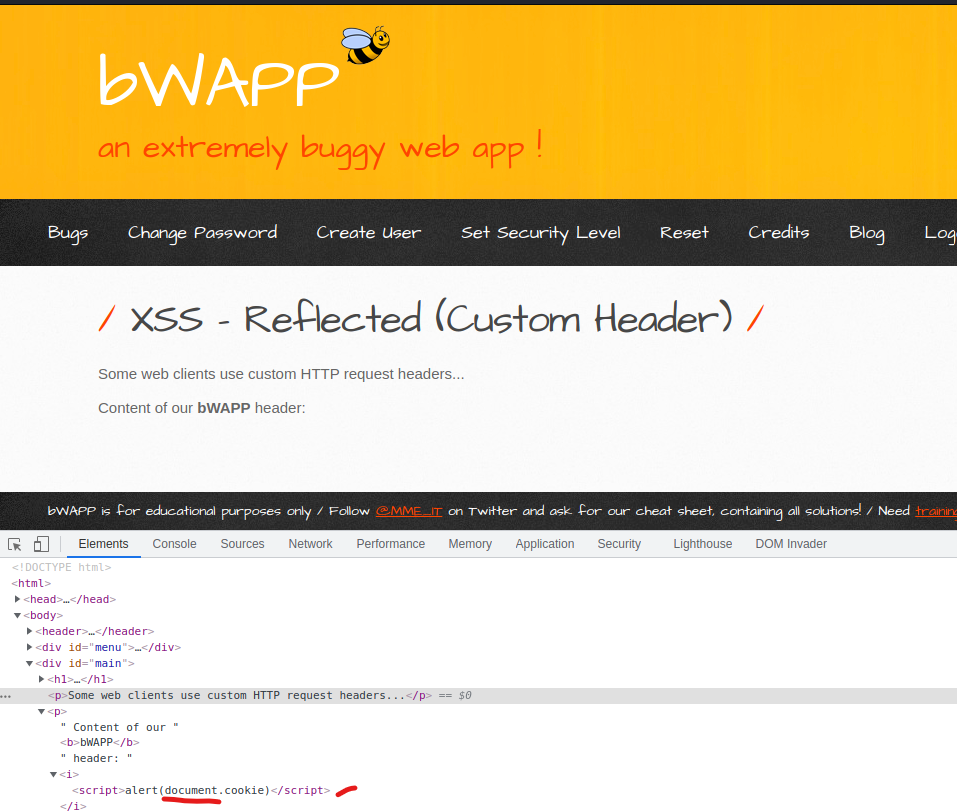 bWAPP
an extremely buggy web app !
Bugs Change Password Create User Set Security Level Reset Credits Blog
/ XSS - Reflected (Custom Header) /
Some web clients use custom HTTP request headers...
Content of our bWAPP header:
bWAPP is for educational purposes only / Follow @MME_IT on Twitter and ask for our cheat sheet, containing all solutions! / Need training
Elements Console Sources Network Performance Memory Application Security Lighthouse DOM Invader
<!DOCTYPE html>
<html>
<head>…</head>
<body>
<header>…</header>
<div id="menu">…</div>
<div id="main">
<h1>…</h1>
<p>Some web clients use custom HTTP request headers...</p> == $0
<p>
" Content of our "
<b>bWAPP</b>
" header: "
<i>
<script>alert(document.cookie)</script>
</i>